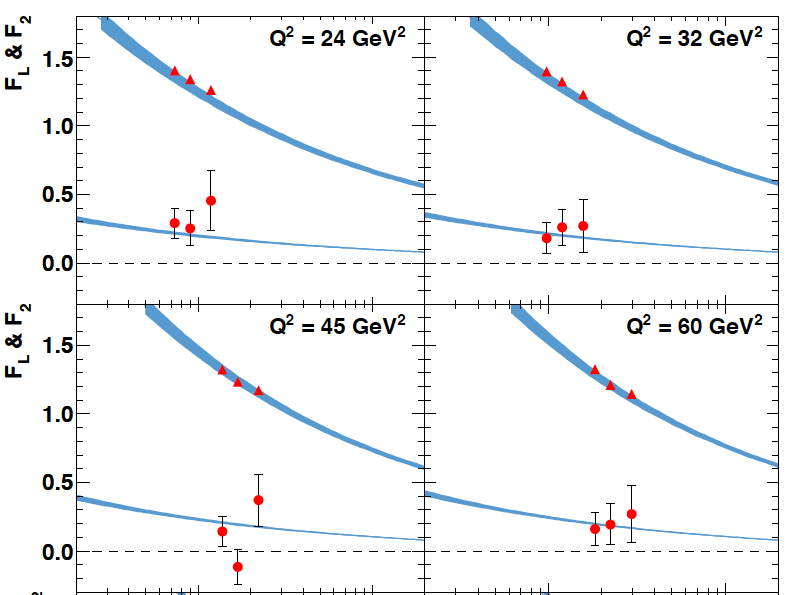 F_L & F_2
Q² = 24 GeV²
Q² = 32 GeV²
1.5
1.0
0.5
0.0
F_L & F_2
Q² = 45 GeV²
Q² = 60 GeV²
1.5
1.0
0.5
0.0